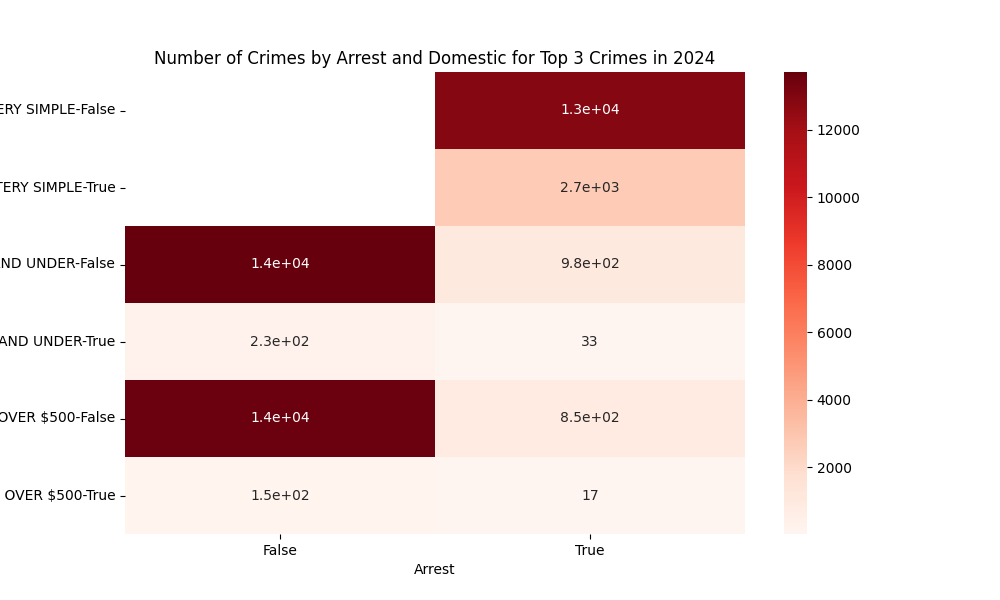 Number of Crimes by Arrest and Domestic for Top 3 Crimes in 2024
ERY SIMPLE-False
1.3e+04
TERY SIMPLE-True
2.7e+03
ND UNDER-False
1.4e+04
9.8e+02
AND UNDER-True
2.3e+02
33
OVER $500-False
1.4e+04
8.5e+02
OVER $500-True
1.5e+02
17
False
True
Arrest
12000
10000
8000
6000
4000
2000